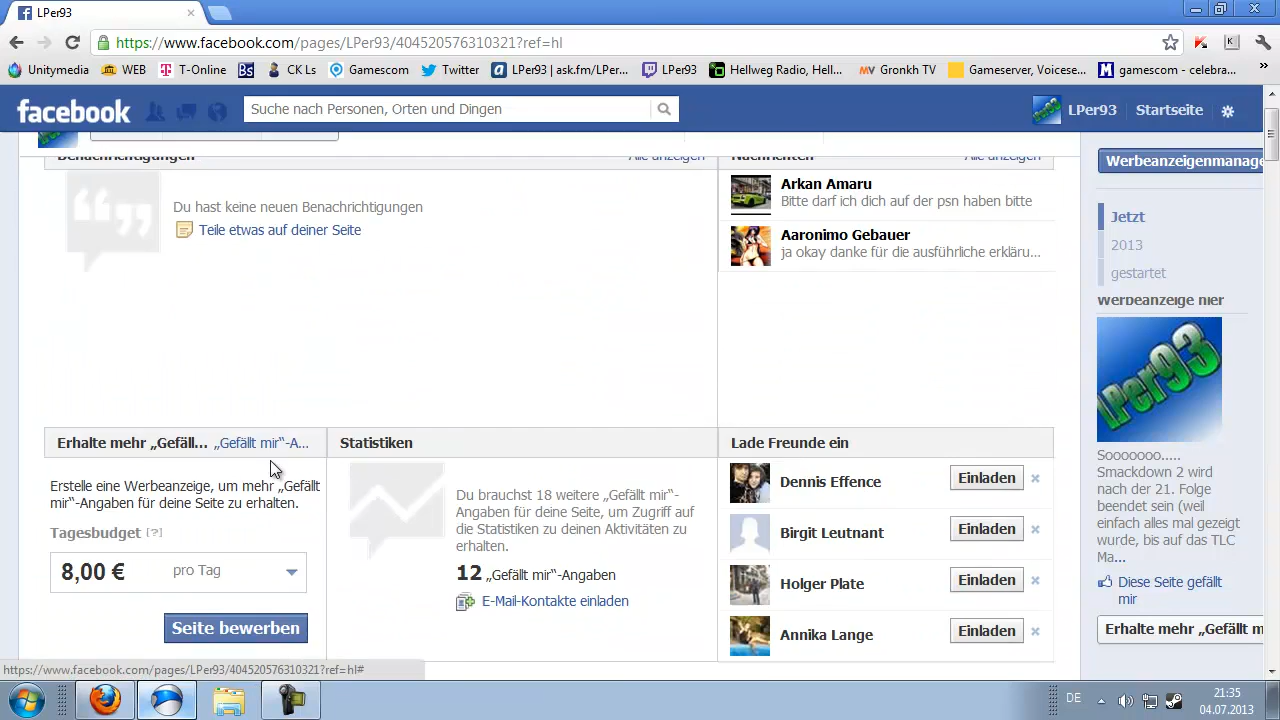 LPer93
https://www.facebook.com/pages/LPer93/404520576310321?ref=hl
Unitymedia WEB T-Online CK Ls Gamescom Twitter LPer93 | ask.fm/LPer... LPer93 Hellweg Radio, Hell... Gronkh TV Gameserver, Voicese... gamescom - celebra... »
facebook
Suche nach Personen, Orten und Dingen
LPer93 Startseite
Benachrichtigungen Alle anzeigen
Nachrichten Alle anzeigen
Du hast keine neuen Benachrichtigungen
Teile etwas auf deiner Seite
Arkan Amaru
Bitte darf ich dich auf der psn haben bitte
Aaronimo Gebauer
ja okay danke für die ausführliche erkläru...
Erhalte mehr „Gefäll... „Gefällt mir“-A...
Erstelle eine Werbeanzeige, um mehr „Gefällt
mir“-Angaben für deine Seite zu erhalten.
Tagesbudget [?]
8,00 € pro Tag
Seite bewerben
Statistiken
Du brauchst 18 weitere „Gefällt mir“-
Angaben für deine Seite, um Zugriff auf
die Statistiken zu deinen Aktivitäten zu
erhalten.
12 „Gefällt mir“-Angaben
E-Mail-Kontakte einladen
Lade Freunde ein
Dennis Effence Einladen ×
Birgit Leutnant Einladen ×
Holger Plate Einladen ×
Annika Lange Einladen ×
Werbeanzeigenmanage
Jetzt
2013
gestartet
Werbeanzeige hier
LPer93
Sooooooo.....
Smackdown 2 wird
nach der 21. Folge
beendet sein (weil
einfach alles mal gezeigt
wurde, bis auf das TLC
Ma...
Diese Seite gefällt
mir
Erhalte mehr „Gefällt m
https://www.facebook.com/pages/LPer93/404520576310321?ref=hl#
DE
21:35
04.07.2013